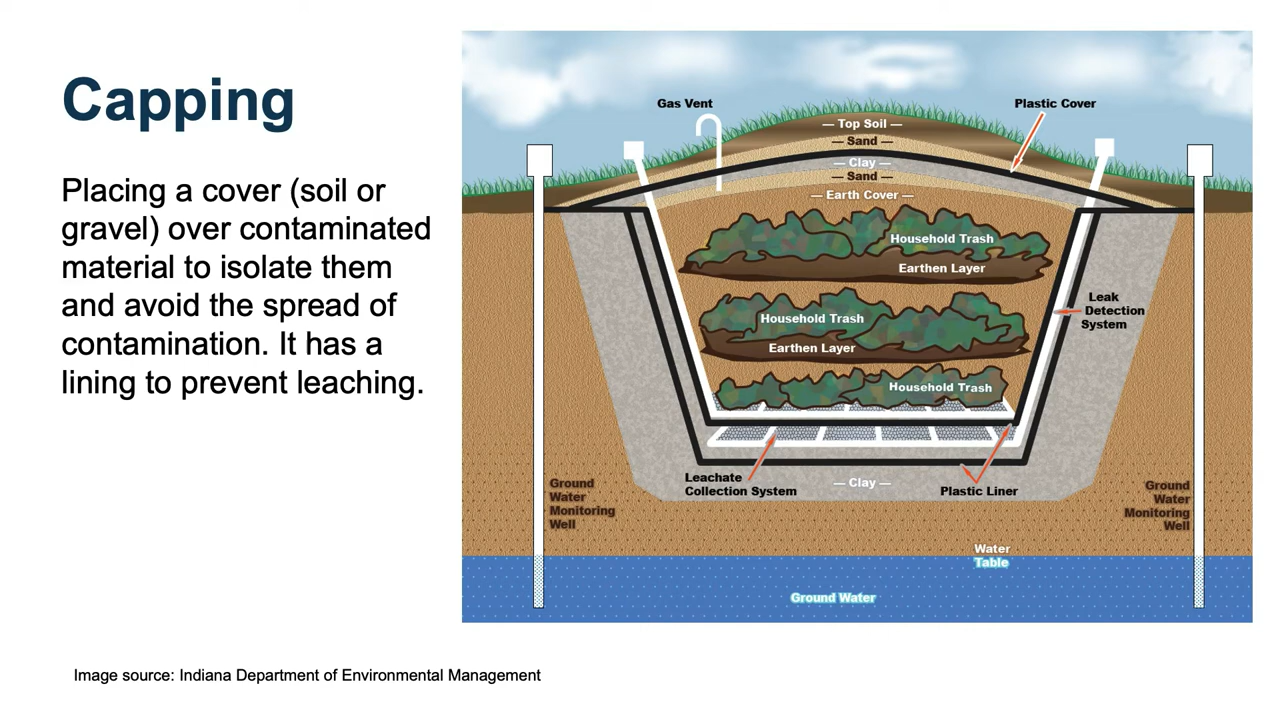 Capping
Placing a cover (soil or
gravel) over contaminated
material to isolate them
and avoid the spread of
contamination. It has a
lining to prevent leaching.
Gas Vent
Plastic Cover
— Top Soil —
— Sand —
— Clay —
— Sand —
— Earth Cover —
Household Trash
Earthen Layer
Leak
Detection
System
Household Trash
Earthen Layer
Household Trash
Leachate
Collection System
— Clay —
Plastic Liner
Ground
Water
Monitoring
Well
Ground
Water
Monitoring
Well
Water
Table
Ground Water
Image source: Indiana Department of Environmental Management